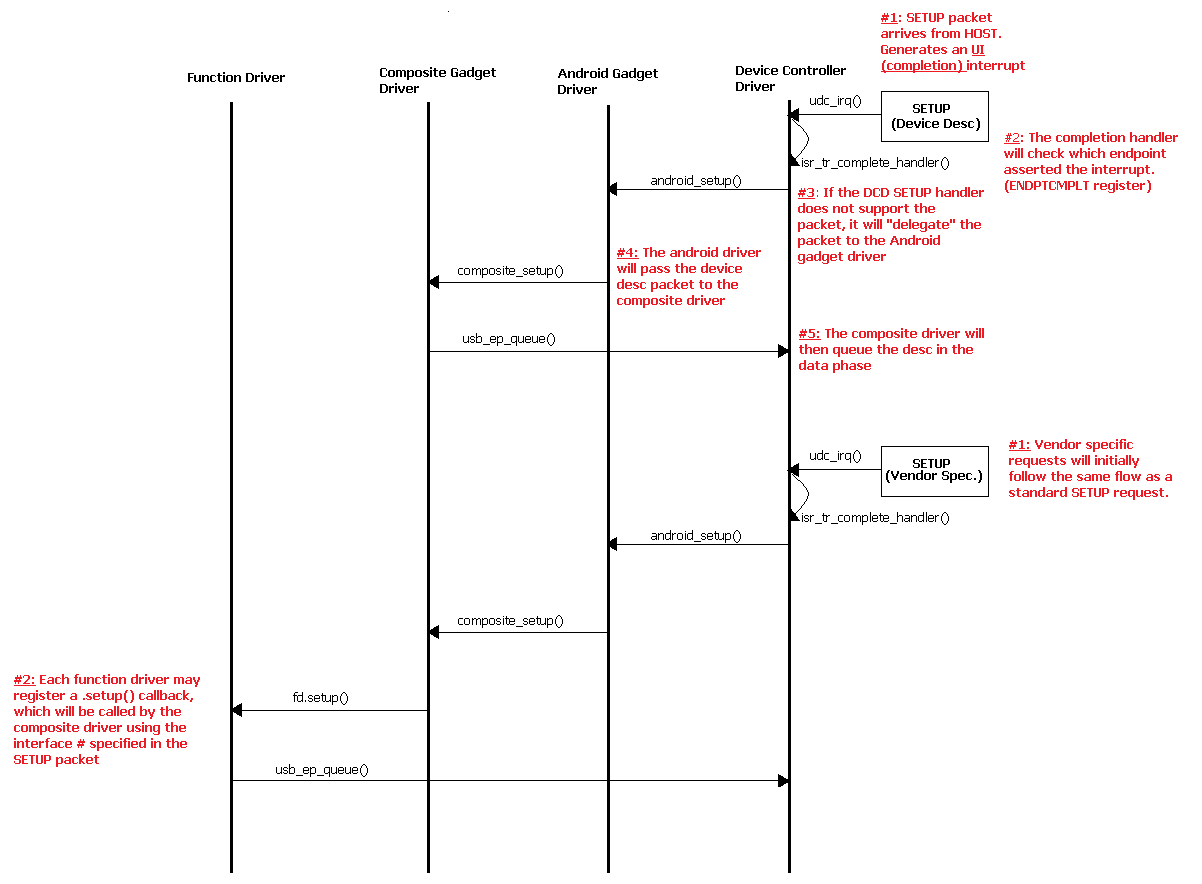 #1: SETUP packet
arrives from HOST.
Generates an UI
(completion) interrupt
Function Driver
Composite Gadget
Driver
Android Gadget
Driver
Device Controller
Driver
udc_irq()
SETUP
(Device Desc)
isr_tr_complete_handler()
#2: The completion handler
will check which endpoint
asserted the interrupt.
(ENDPTCMPLT register)
android_setup()
#3: If the DCD SETUP handler
does not support the
packet, it will "delegate" the
packet to the Android
gadget driver
#4: The android driver
will pass the device
desc packet to the
composite driver
composite_setup()
usb_ep_queue()
#5: The composite driver will
then queue the desc in the
data phase
udc_irq()
SETUP
(Vendor Spec.)
#1: Vendor specific
requests will initially
follow the same flow as a
standard SETUP request.
isr_tr_complete_handler()
android_setup()
composite_setup()
#2: Each function driver may
register a .setup() callback,
which will be called by the
composite driver using the
interface # specified in the
SETUP packet
fd.setup()
usb_ep_queue()